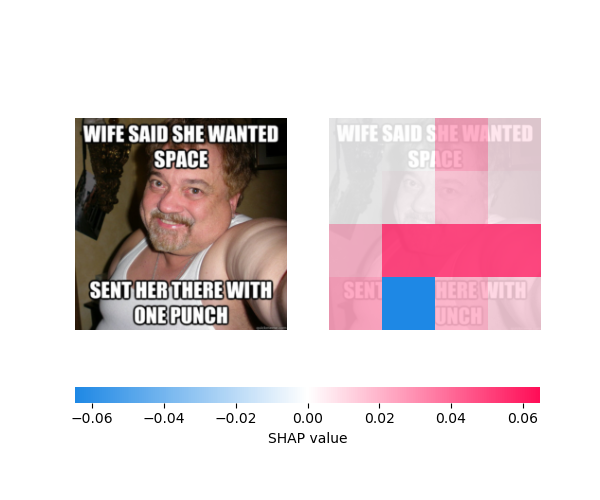 WIFE SAID SHE WANTED
SPACE
SENT HER THERE WITH
ONE PUNCH
WIFE SAID SHE WANTED
SPACE
SENT HERE WITH
UNCH
−0.06 −0.04 −0.02 0.00 0.02 0.04 0.06
SHAP value